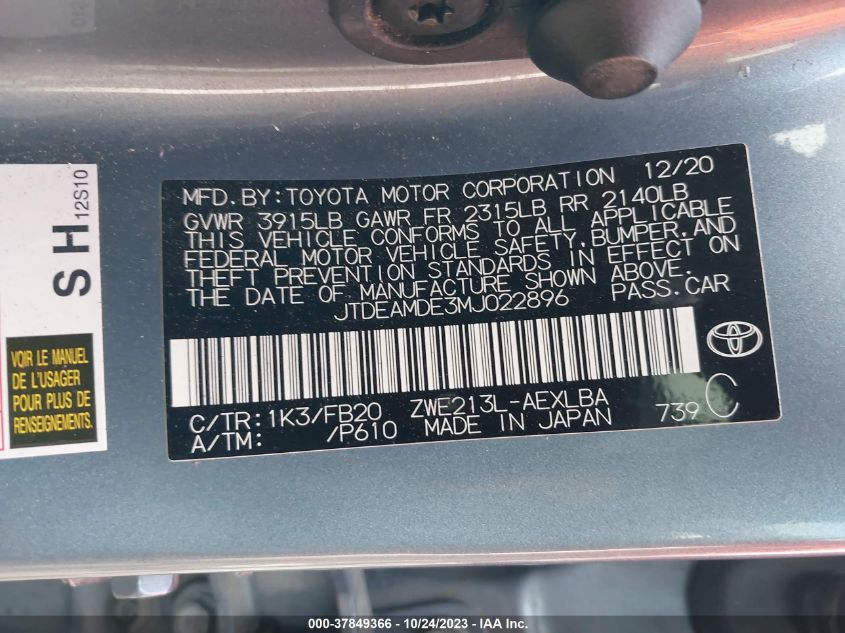 MFD. BY: TOYOTA MOTOR CORPORATION 12/20
GVWR 3915LB GAWR FR 2315LB RR 2140LB
THIS VEHICLE CONFORMS TO ALL APPLICABLE
FEDERAL MOTOR VEHICLE SAFETY, BUMPER, AND
THEFT PREVENTION STANDARDS IN EFFECT ON
THE DATE OF MANUFACTURE SHOWN ABOVE.
JTDEAMDE3MJ022896 PASS. CAR
C/TR: 1K3/FB20 ZWE213L-AEXLBA
A/TM: /P610 MADE IN JAPAN 739 C
SH 12S10
VOIR LE MANUEL
DE L'USAGER
POUR PLUS DE
RENSEIGNEMENTS
000-37849366 - 10/24/2023 - IAA Inc.